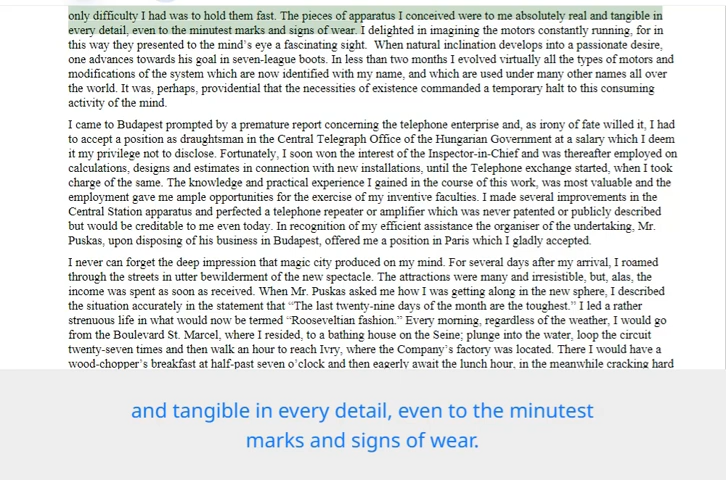 only difficulty I had was to hold them fast. The pieces of apparatus I conceived were to me absolutely real and tangible in
every detail, even to the minutest marks and signs of wear. I delighted in imagining the motors constantly running, for in
this way they presented to the mind's eye a fascinating sight. When natural inclination develops into a passionate desire,
one advances towards his goal in seven-league boots. In less than two months I evolved virtually all the types of motors and
modifications of the system which are now identified with my name, and which are used under many other names all over
the world. It was, perhaps, providential that the necessities of existence commanded a temporary halt to this consuming
activity of the mind.
I came to Budapest prompted by a premature report concerning the telephone enterprise and, as irony of fate willed it, I had
to accept a position as draughtsman in the Central Telegraph Office of the Hungarian Government at a salary which I deem
it my privilege not to disclose. Fortunately, I soon won the interest of the Inspector-in-Chief and was thereafter employed on
calculations, designs and estimates in connection with new installations, until the Telephone exchange started, when I took
charge of the same. The knowledge and practical experience I gained in the course of this work, was most valuable and the
employment gave me ample opportunities for the exercise of my inventive faculties. I made several improvements in the
Central Station apparatus and perfected a telephone repeater or amplifier which was never patented or publicly described
but would be creditable to me even today. In recognition of my efficient assistance the organiser of the undertaking, Mr.
Puskas, upon disposing of his business in Budapest, offered me a position in Paris which I gladly accepted.
I never can forget the deep impression that magic city produced on my mind. For several days after my arrival, I roamed
through the streets in utter bewilderment of the new spectacle. The attractions were many and irresistible, but, alas, the
income was spent as soon as received. When Mr. Puskas asked me how I was getting along in the new sphere, I described
the situation accurately in the statement that “The last twenty-nine days of the month are the toughest.” I led a rather
strenuous life in what would now be termed “Rooseveltian fashion.” Every morning, regardless of the weather, I would go
from the Boulevard St. Marcel, where I resided, to a bathing house on the Seine; plunge into the water, loop the circuit
twenty-seven times and then walk an hour to reach Ivry, where the Company's factory was located. There I would have a
wood-chopper's breakfast at half-past seven o'clock and then eagerly await the lunch hour, in the meanwhile cracking hard
and tangible in every detail, even to the minutest
marks and signs of wear.